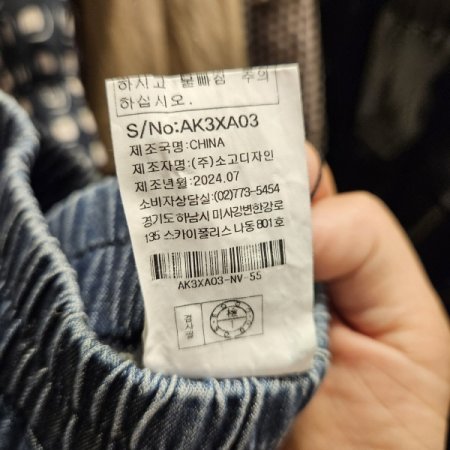 하시고 물빠짐 주의
하십시오.
S/No:AK3XA03
제조국명:CHINA
제조자명:(주)소고디자인
제조년월:2024.07
소비자상담실:(02)773-5454
경기도 하남시 미사강변한강로
135 스카이폴리스 나동 801호
AK3XA03-NV-55
검사필